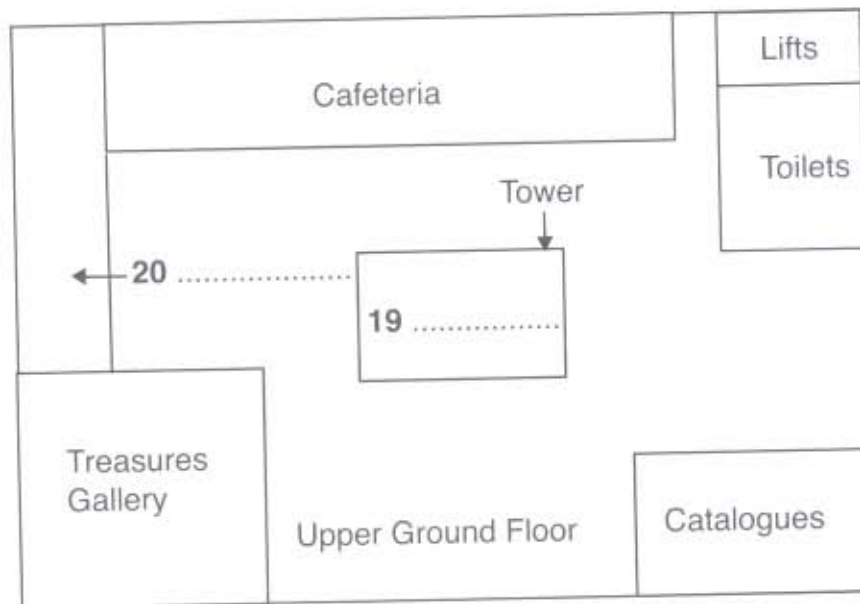 Lifts
Cafeteria
Toilets
Tower
20 ....................
19 .................
Treasures
Gallery
Upper Ground Floor
Catalogues